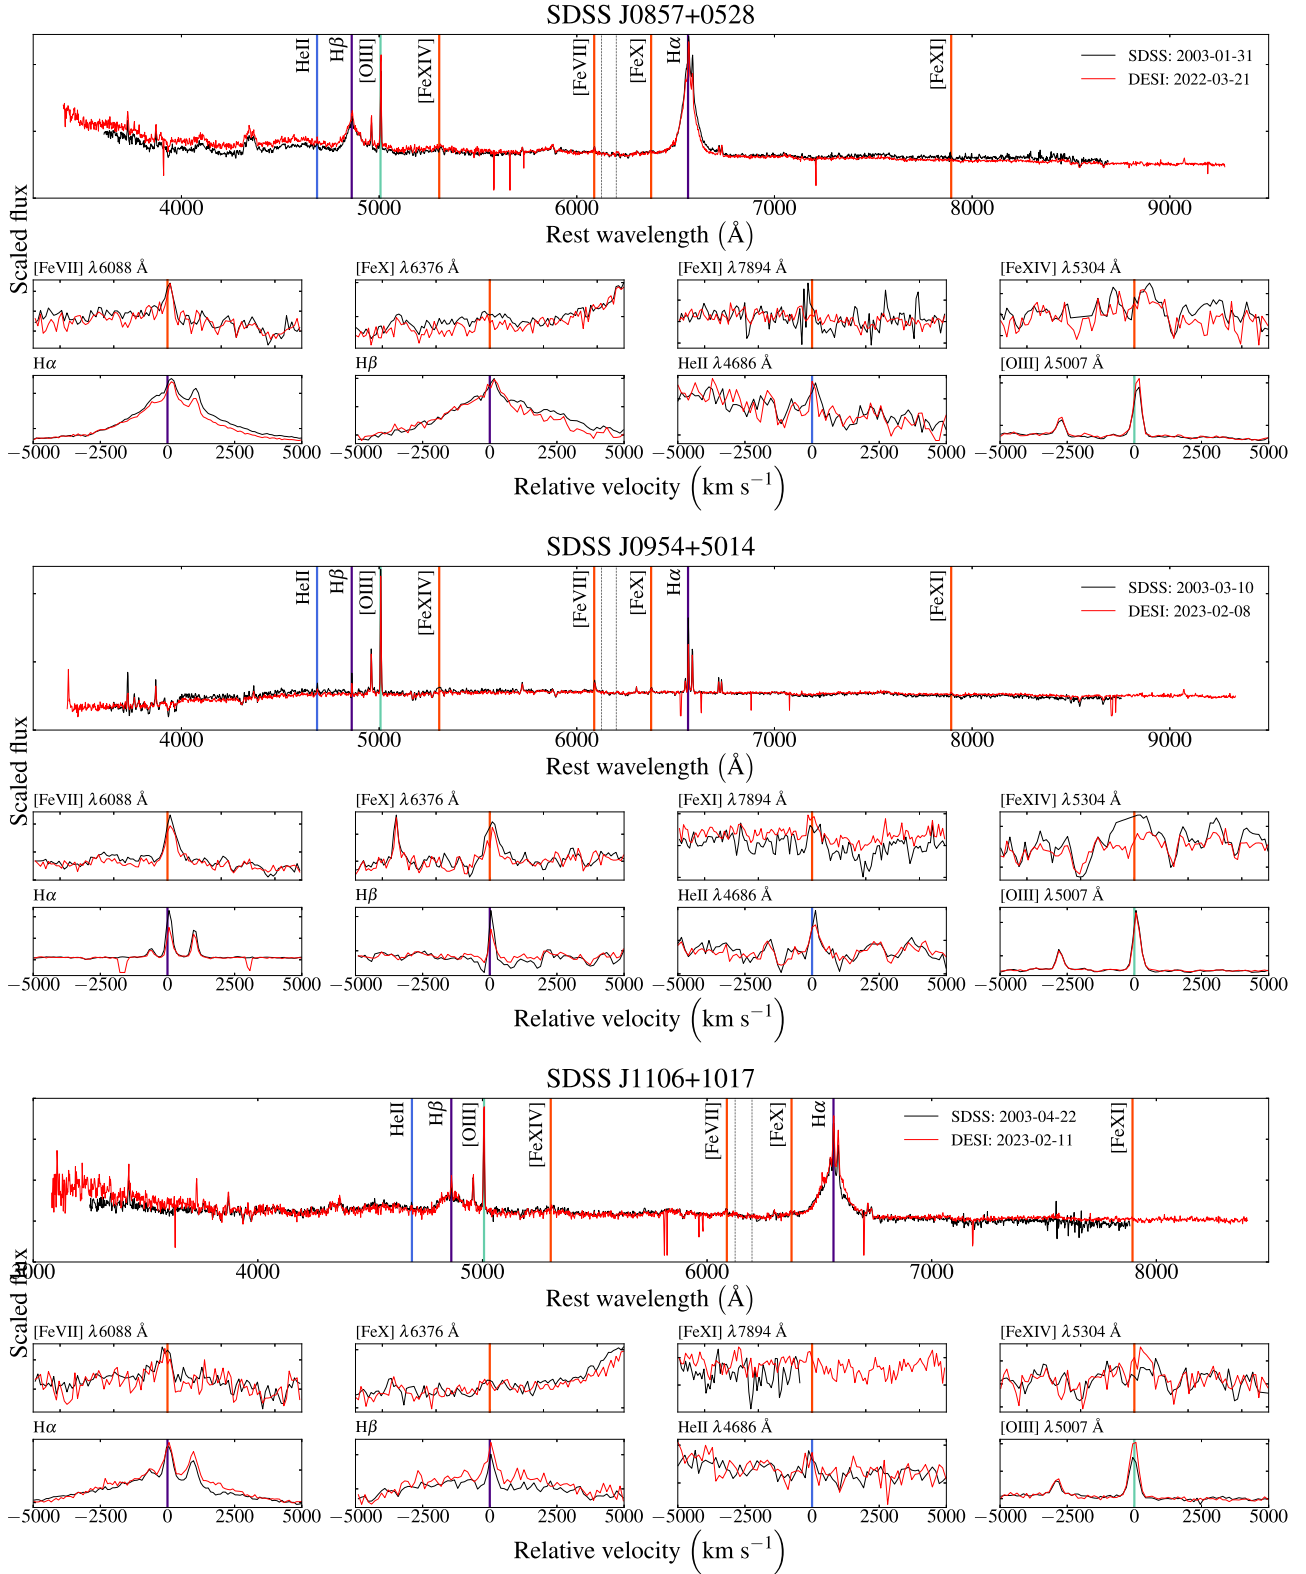 SDSS J0857+0528
HeII
Hβ
[OIII]
[FeXIV]
[FeVII]
[FeX]
Hα
[FeXI]
SDSS: 2003-01-31
DESI: 2022-03-21
4000 5000 6000 7000 8000 9000
Rest wavelength (Å)
Scaled flux
[FeVII] λ6088 Å [FeX] λ6376 Å [FeXI] λ7894 Å [FeXIV] λ5304 Å
Hα Hβ HeII λ4686 Å [OIII] λ5007 Å
−5000 −2500 0 2500 5000 −5000 −2500 0 2500 5000 −5000 −2500 0 2500 5000 −5000 −2500 0 2500 5000
Relative velocity (km s⁻¹)
SDSS J0954+5014
HeII
Hβ
[OIII]
[FeXIV]
[FeVII]
[FeX]
Hα
[FeXI]
SDSS: 2003-03-10
DESI: 2023-02-08
4000 5000 6000 7000 8000 9000
Rest wavelength (Å)
Scaled flux
[FeVII] λ6088 Å [FeX] λ6376 Å [FeXI] λ7894 Å [FeXIV] λ5304 Å
Hα Hβ HeII λ4686 Å [OIII] λ5007 Å
−5000 −2500 0 2500 5000 −5000 −2500 0 2500 5000 −5000 −2500 0 2500 5000 −5000 −2500 0 2500 5000
Relative velocity (km s⁻¹)
SDSS J1106+1017
HeII
Hβ
[OIII]
[FeXIV]
[FeVII]
[FeX]
Hα
[FeXI]
SDSS: 2003-04-22
DESI: 2023-02-11
3000 4000 5000 6000 7000 8000
Rest wavelength (Å)
Scaled flux
[FeVII] λ6088 Å [FeX] λ6376 Å [FeXI] λ7894 Å [FeXIV] λ5304 Å
Hα Hβ HeII λ4686 Å [OIII] λ5007 Å
−5000 −2500 0 2500 5000 −5000 −2500 0 2500 5000 −5000 −2500 0 2500 5000 −5000 −2500 0 2500 5000
Relative velocity (km s⁻¹)